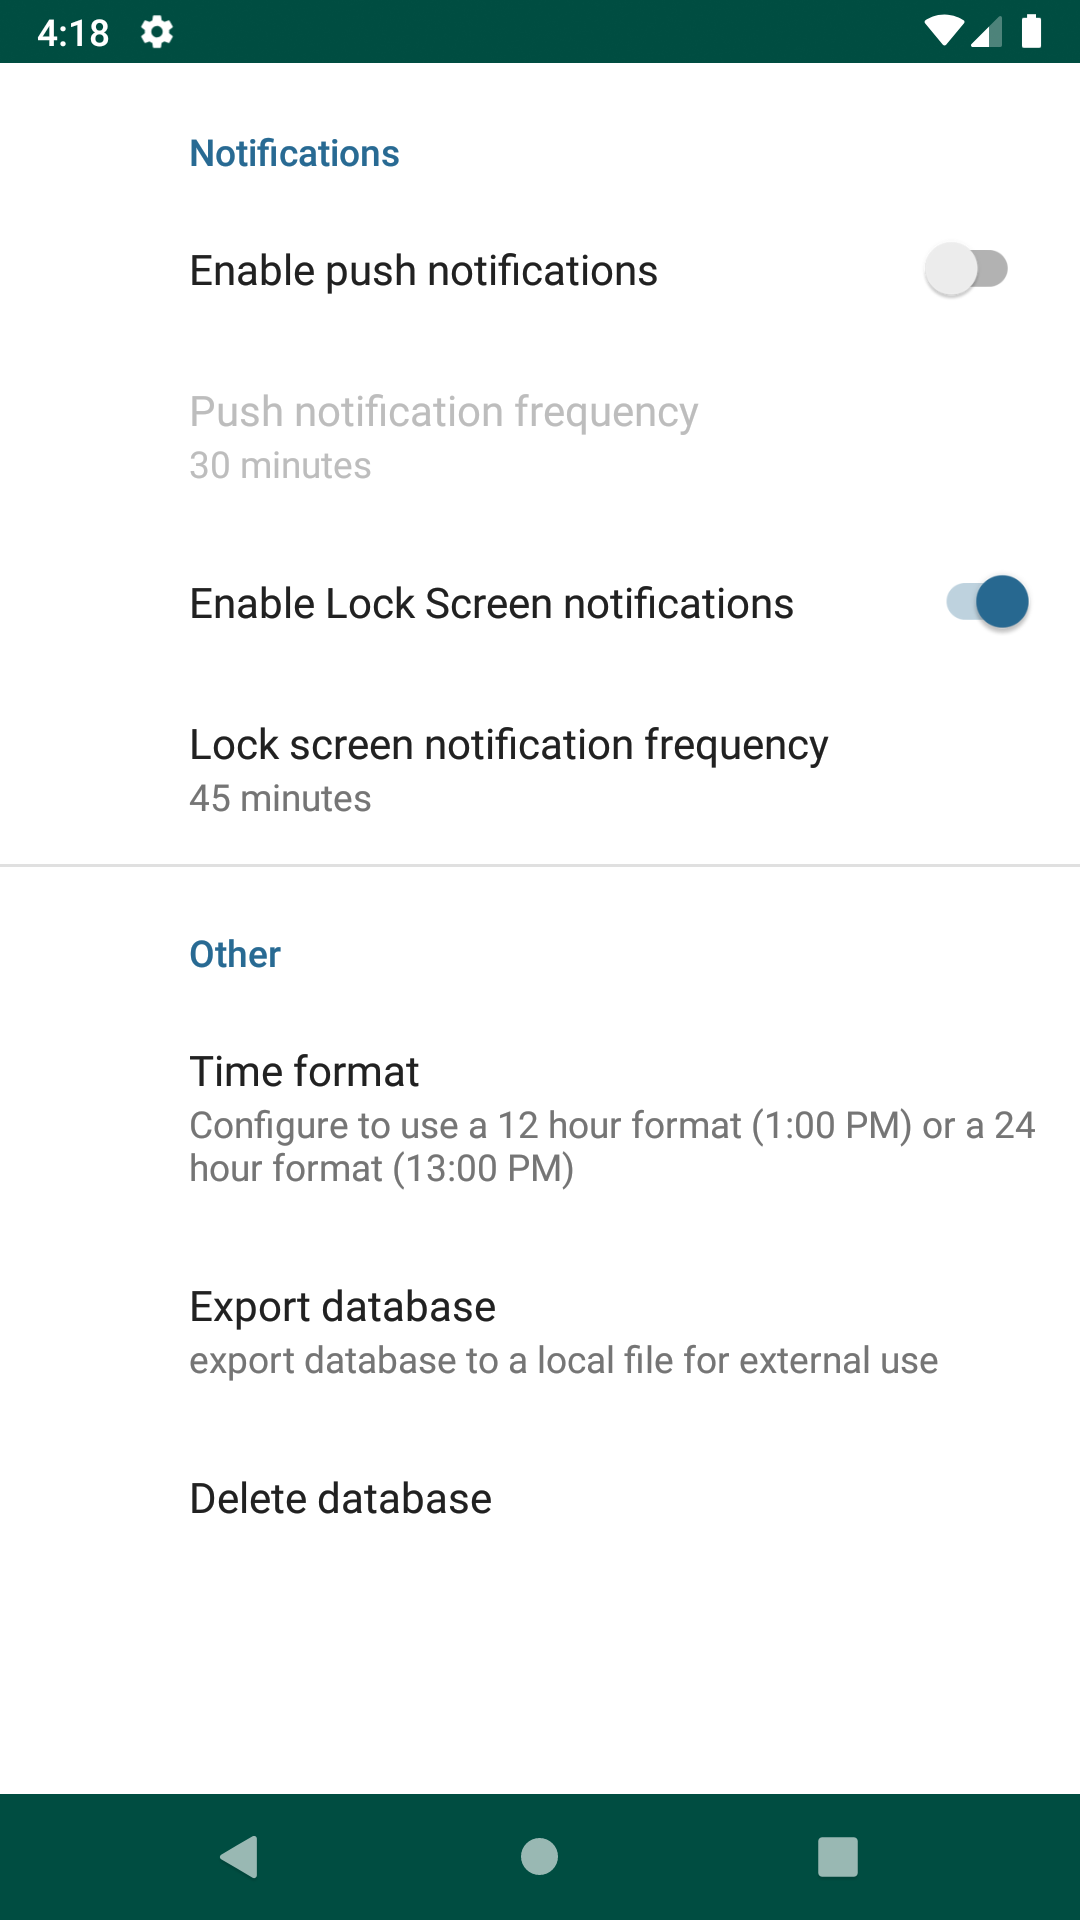 4:18
Notifications
Enable push notifications
Push notification frequency
30 minutes
Enable Lock Screen notifications
Lock screen notification frequency
45 minutes
Other
Time format
Configure to use a 12 hour format (1:00 PM) or a 24
hour format (13:00 PM)
Export database
export database to a local file for external use
Delete database